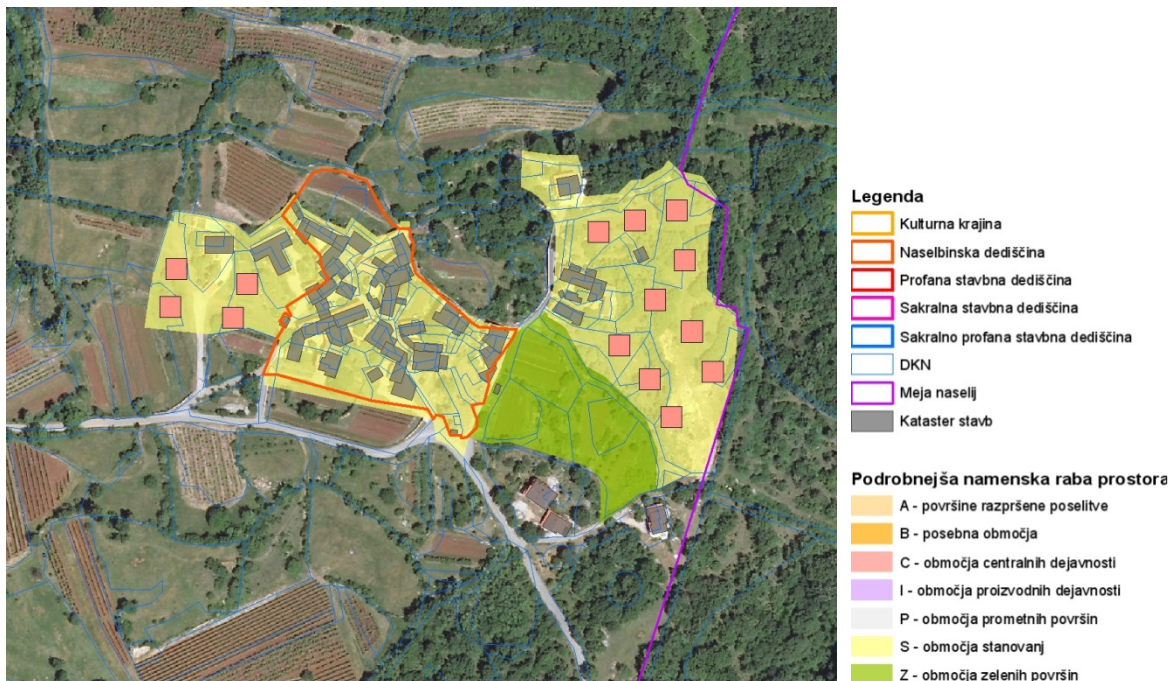 Legenda
Kulturna krajina
Naselbinska dediščina
Profana stavbna dediščina
Sakralna stavbna dediščina
Sakralno profana stavbna dediščina
DKN
Meja naselij
Kataster stavb
Podrobnejša namenska raba prostora
A - površine razpršene poselitve
B - posebna območja
C - območja centralnih dejavnosti
I - območja proizvodnih dejavnosti
P - območja prometnih površin
S - območja stanovanj
Z - območja zelenih površin